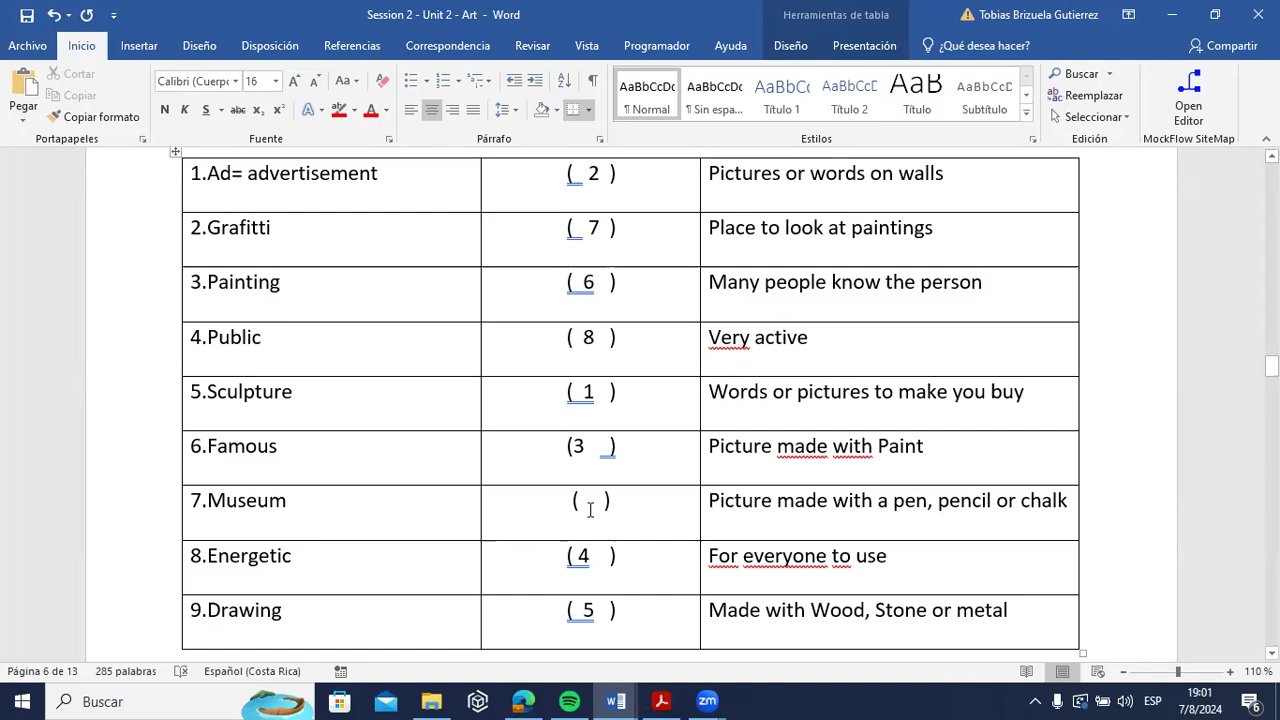 Session 2 - Unit 2 - Art - Word
Herramientas de tabla
Tobias Brizuela Gutierrez
Archivo Inicio Insertar Diseño Disposición Referencias Correspondencia Revisar Vista Programador Ayuda Diseño Presentación ¿Qué desea hacer? Compartir
Pegar
Cortar
Copiar
Copiar formato
Portapapeles
Calibri (Cuerpo 16
N K S abc x₂ x²
Fuente
Párrafo
AaBbCcDc AaBbCcDc AaBbCc AaBbCcD AaB AaBbCcD
¶ Normal ¶ Sin espa... Título 1 Título 2 Título Subtítulo
Estilos
Buscar
Reemplazar
Seleccionar
Edición
Open
Editor
MockFlow SiteMap
1.Ad= advertisement ( 2 ) Pictures or words on walls
2.Grafitti ( 7 ) Place to look at paintings
3.Painting ( 6 ) Many people know the person
4.Public ( 8 ) Very active
5.Sculpture ( 1 ) Words or pictures to make you buy
6.Famous (3 ) Picture made with Paint
7.Museum ( ) Picture made with a pen, pencil or chalk
8.Energetic ( 4 ) For everyone to use
9.Drawing ( 5 ) Made with Wood, Stone or metal
Página 6 de 13 285 palabras Español (Costa Rica) 110 %
Buscar
ESP
19:01
7/8/2024
6